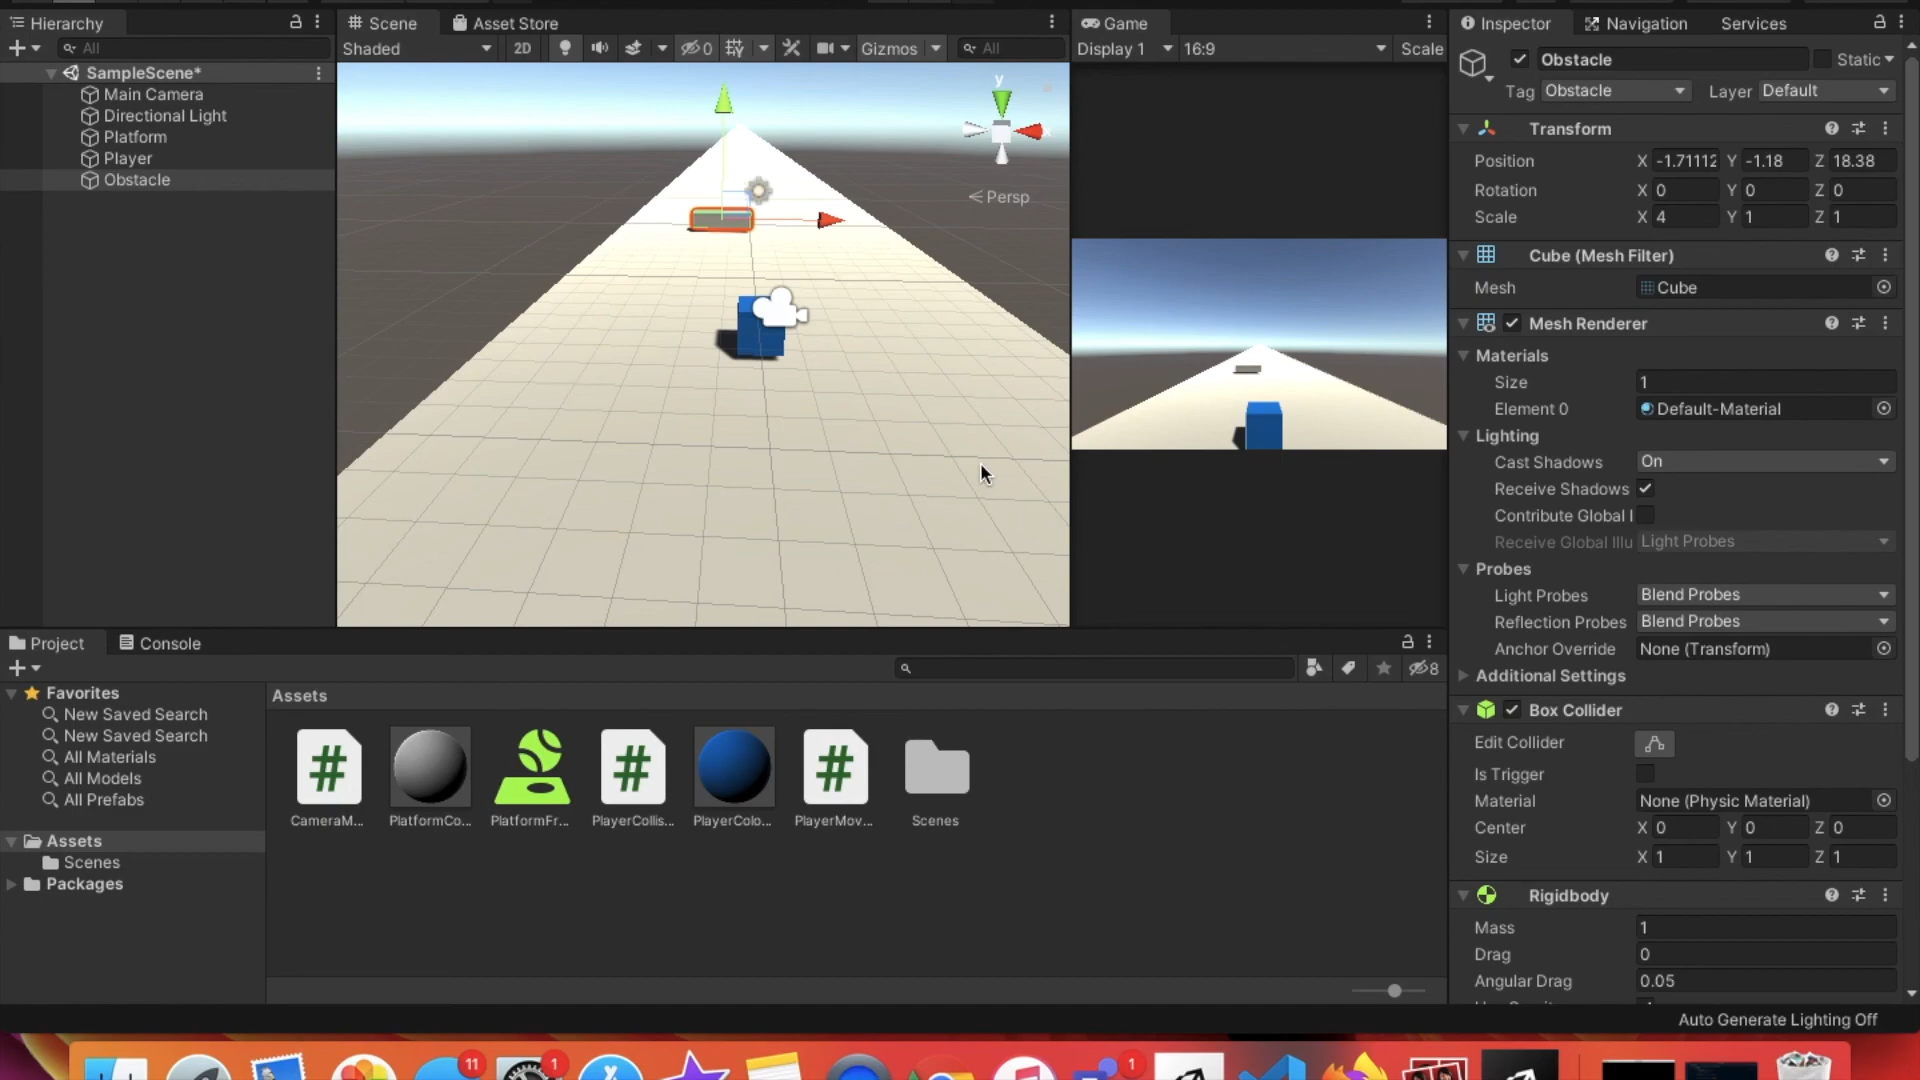 Hierarchy
All
SampleScene*
Main Camera
Directional Light
Platform
Player
Obstacle
Scene
Asset Store
Shaded
2D
0
Gizmos
All
y
x
Persp
Game
Display 1
16:9
Scale
Inspector
Navigation
Services
Obstacle
Static
Tag Obstacle
Layer Default
Transform
Position X -1.71112 Y -1.18 Z 18.38
Rotation X 0 Y 0 Z 0
Scale X 4 Y 1 Z 1
Cube (Mesh Filter)
Mesh Cube
Mesh Renderer
Materials
Size 1
Element 0 Default-Material
Lighting
Cast Shadows On
Receive Shadows
Contribute Global I
Receive Global Illu Light Probes
Probes
Light Probes Blend Probes
Reflection Probes Blend Probes
Anchor Override None (Transform)
Additional Settings
Box Collider
Edit Collider
Is Trigger
Material None (Physic Material)
Center X 0 Y 0 Z 0
Size X 1 Y 1 Z 1
Rigidbody
Mass 1
Drag 0
Angular Drag 0.05
Auto Generate Lighting Off
Project
Console
8
Favorites
New Saved Search
New Saved Search
All Materials
All Models
All Prefabs
Assets
Scenes
Packages
Assets
CameraM...
PlatformCo...
PlatformFr...
PlayerCollis...
PlayerColo...
PlayerMov...
Scenes
11
1
1